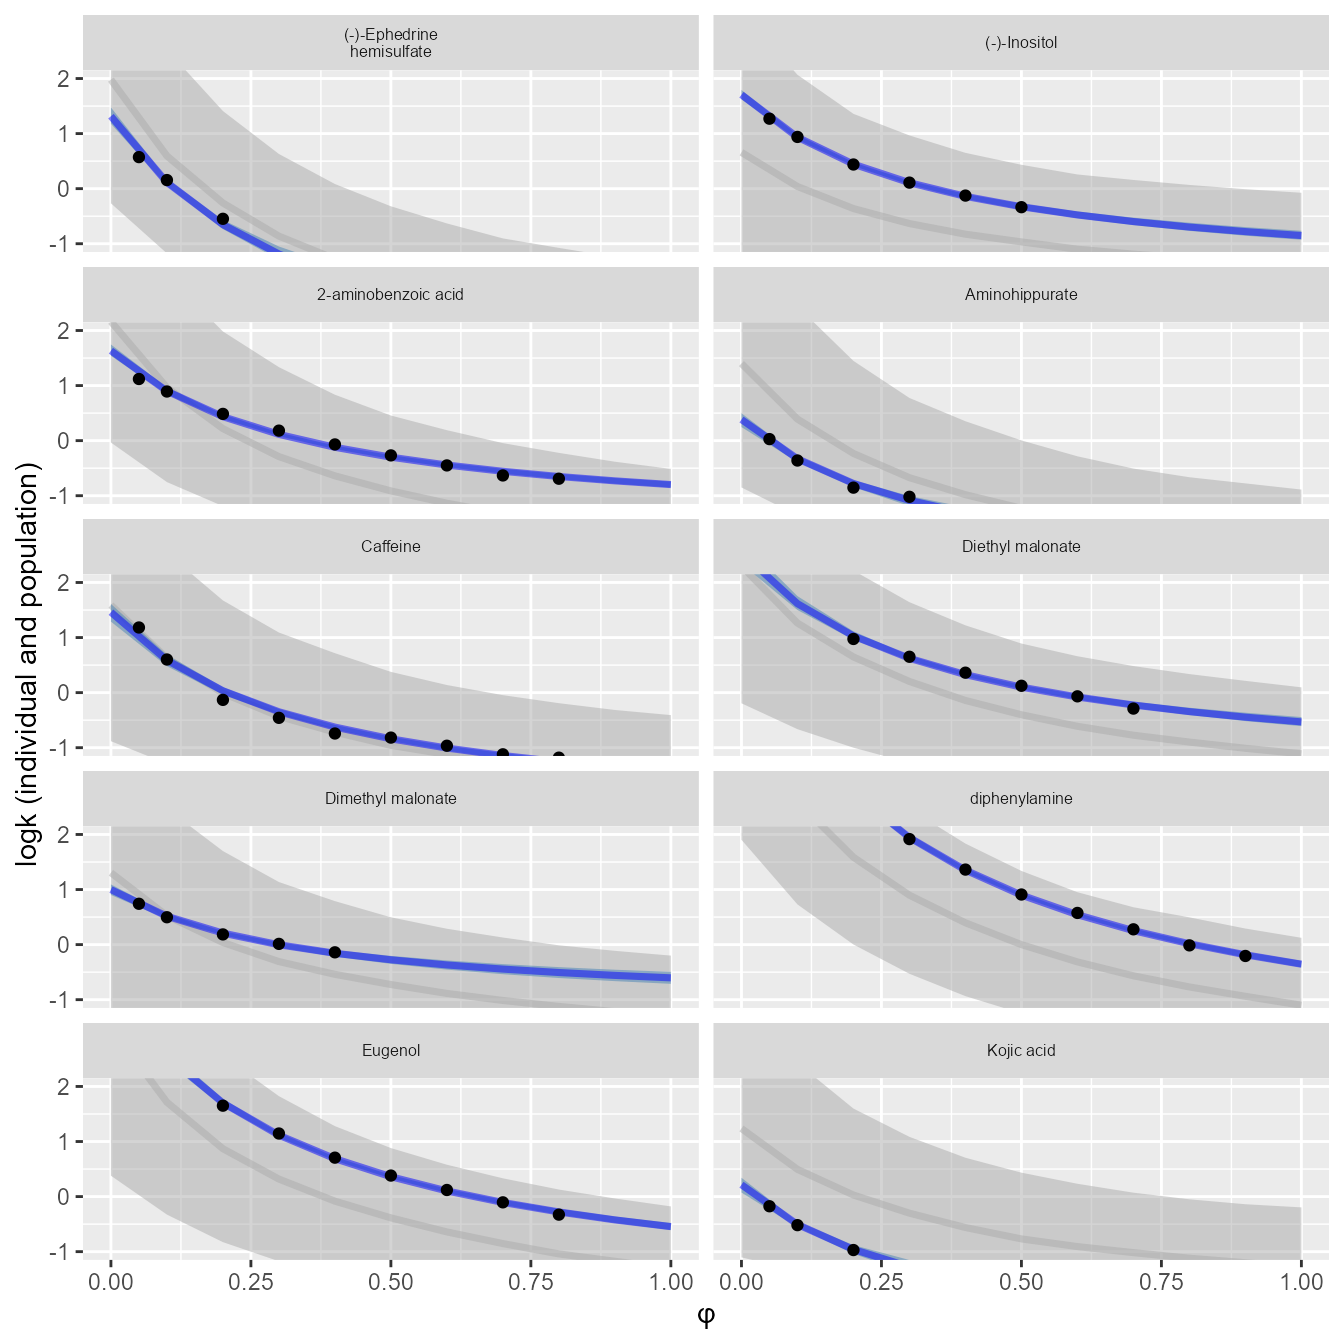 (-)-Ephedrine
hemisulfate
(-)-Inositol
2
1
0
-1
2-aminobenzoic acid
Aminohippurate
2
1
0
-1
Caffeine
Diethyl malonate
2
1
0
-1
Dimethyl malonate
diphenylamine
2
1
0
-1
Eugenol
Kojic acid
2
1
0
-1
0.00 0.25 0.50 0.75 1.00
0.00 0.25 0.50 0.75 1.00
φ
logk (individual and population)